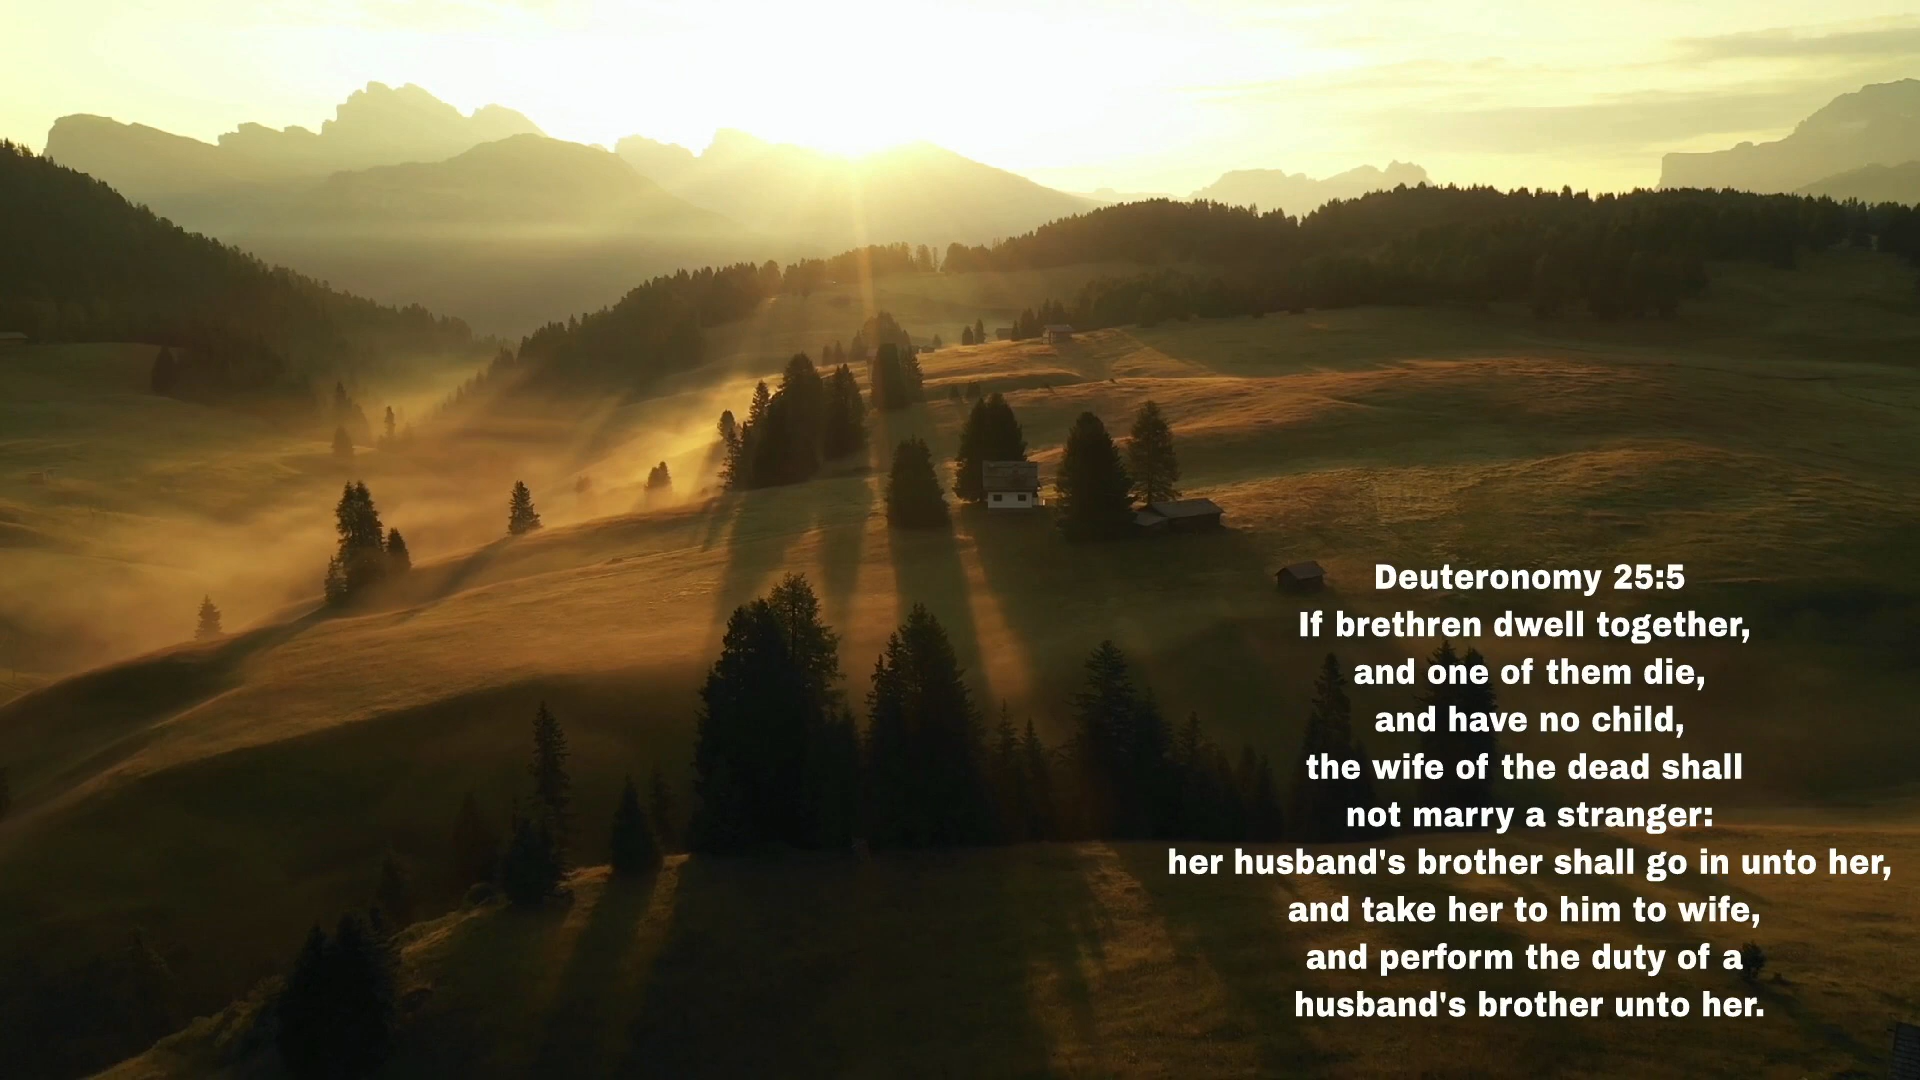 Deuteronomy 25:5
If brethren dwell together,
and one of them die,
and have no child,
the wife of the dead shall
not marry a stranger:
her husband's brother shall go in unto her,
and take her to him to wife,
and perform the duty of a
husband's brother unto her.